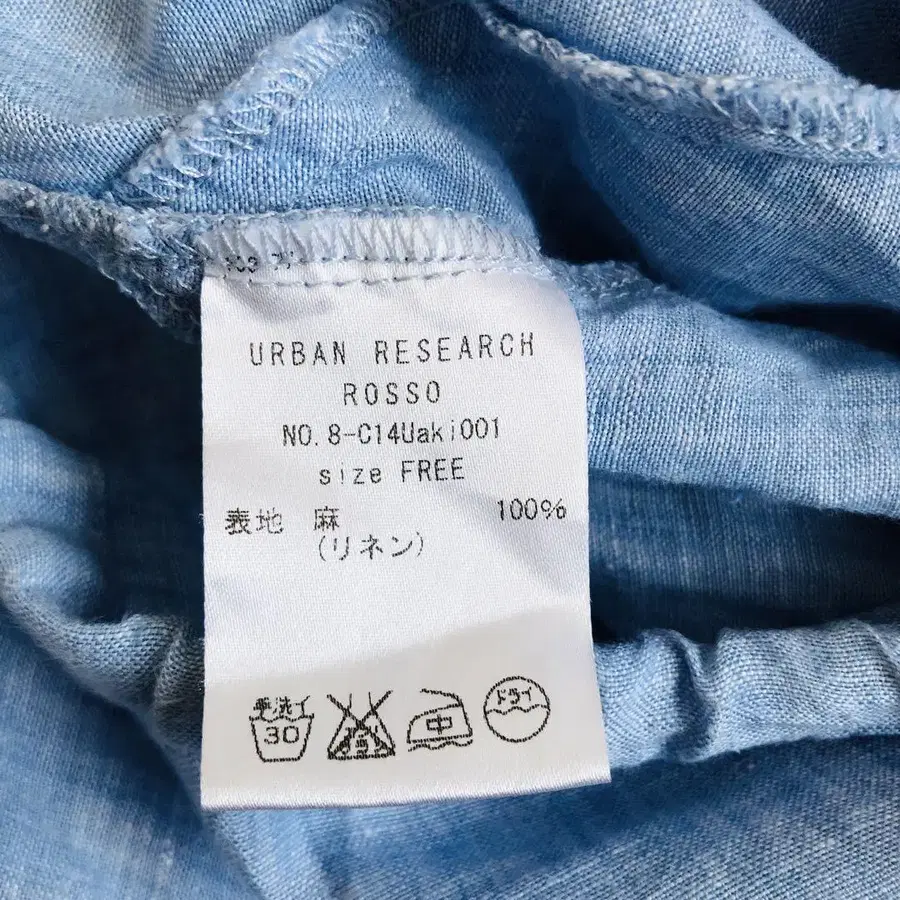 URBAN RESEARCH
ROSSO
NO.8-C14Uaki001
size FREE
表地 麻 100%
(リネン)
手洗イ 30 中 ドライ